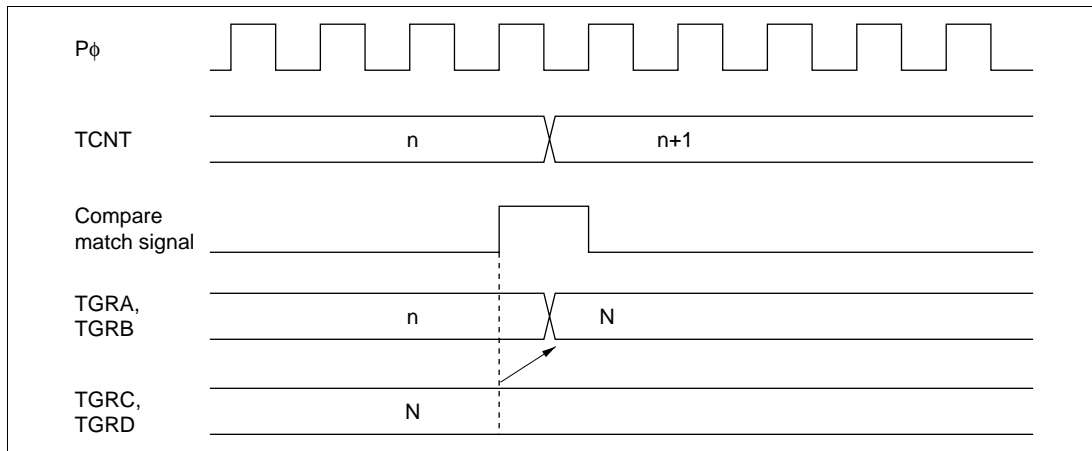 Pϕ
TCNT
n
n+1
Compare
match signal
TGRA,
TGRB
n
N
TGRC,
TGRD
N